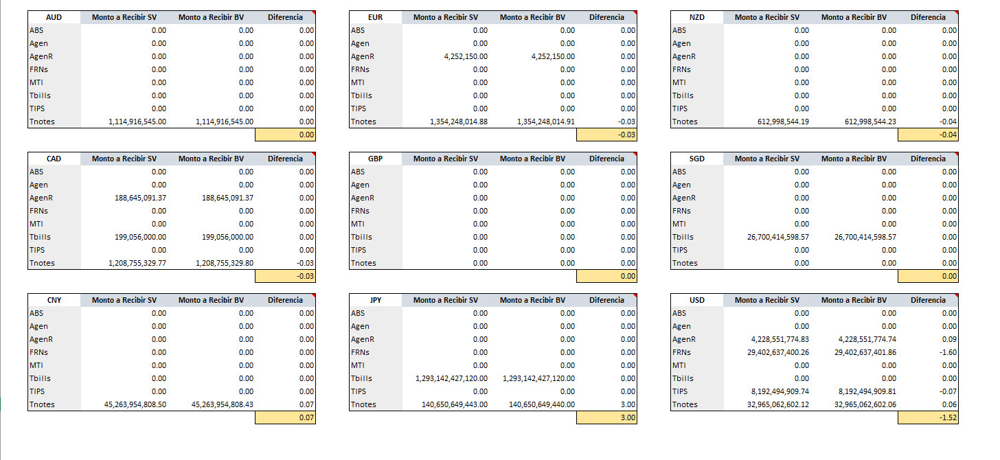 AUD Monto a Recibir SV Monto a Recibir BV Diferencia
ABS 0.00 0.00 0.00
Agen 0.00 0.00 0.00
AgenR 0.00 0.00 0.00
FRNs 0.00 0.00 0.00
MTI 0.00 0.00 0.00
Tbills 0.00 0.00 0.00
TIPS 0.00 0.00 0.00
Tnotes 1,114,916,545.00 1,114,916,545.00 0.00
0.00
EUR Monto a Recibir SV Monto a Recibir BV Diferencia
ABS 0.00 0.00 0.00
Agen 0.00 0.00 0.00
AgenR 4,252,150.00 4,252,150.00 0.00
FRNs 0.00 0.00 0.00
MTI 0.00 0.00 0.00
Tbills 0.00 0.00 0.00
TIPS 0.00 0.00 0.00
Tnotes 1,354,248,014.88 1,354,248,014.91 -0.03
-0.03
NZD Monto a Recibir SV Monto a Recibir BV Diferencia
ABS 0.00 0.00 0.00
Agen 0.00 0.00 0.00
AgenR 0.00 0.00 0.00
FRNs 0.00 0.00 0.00
MTI 0.00 0.00 0.00
Tbills 0.00 0.00 0.00
TIPS 0.00 0.00 0.00
Tnotes 612,998,544.19 612,998,544.23 -0.04
-0.04
CAD Monto a Recibir SV Monto a Recibir BV Diferencia
ABS 0.00 0.00 0.00
Agen 0.00 0.00 0.00
AgenR 188,645,091.37 188,645,091.37 0.00
FRNs 0.00 0.00 0.00
MTI 0.00 0.00 0.00
Tbills 199,056,000.00 199,056,000.00 0.00
TIPS 0.00 0.00 0.00
Tnotes 1,208,755,329.77 1,208,755,329.80 -0.03
-0.03
GBP Monto a Recibir SV Monto a Recibir BV Diferencia
ABS 0.00 0.00 0.00
Agen 0.00 0.00 0.00
AgenR 0.00 0.00 0.00
FRNs 0.00 0.00 0.00
MTI 0.00 0.00 0.00
Tbills 0.00 0.00 0.00
TIPS 0.00 0.00 0.00
Tnotes 0.00 0.00 0.00
0.00
SGD Monto a Recibir SV Monto a Recibir BV Diferencia
ABS 0.00 0.00 0.00
Agen 0.00 0.00 0.00
AgenR 0.00 0.00 0.00
FRNs 0.00 0.00 0.00
MTI 0.00 0.00 0.00
Tbills 26,700,414,598.57 26,700,414,598.57 0.00
TIPS 0.00 0.00 0.00
Tnotes 0.00 0.00 0.00
0.00
CNY Monto a Recibir SV Monto a Recibir BV Diferencia
ABS 0.00 0.00 0.00
Agen 0.00 0.00 0.00
AgenR 0.00 0.00 0.00
FRNs 0.00 0.00 0.00
MTI 0.00 0.00 0.00
Tbills 0.00 0.00 0.00
TIPS 0.00 0.00 0.00
Tnotes 45,263,954,808.50 45,263,954,808.43 0.07
0.07
JPY Monto a Recibir SV Monto a Recibir BV Diferencia
ABS 0.00 0.00 0.00
Agen 0.00 0.00 0.00
AgenR 0.00 0.00 0.00
FRNs 0.00 0.00 0.00
MTI 0.00 0.00 0.00
Tbills 1,293,142,427,120.00 1,293,142,427,120.00 0.00
TIPS 0.00 0.00 0.00
Tnotes 140,650,649,443.00 140,650,649,440.00 3.00
3.00
USD Monto a Recibir SV Monto a Recibir BV Diferencia
ABS 0.00 0.00 0.00
Agen 0.00 0.00 0.00
AgenR 4,228,551,774.83 4,228,551,774.74 0.09
FRNs 29,402,637,400.26 29,402,637,401.86 -1.60
MTI 0.00 0.00 0.00
Tbills 0.00 0.00 0.00
TIPS 8,192,494,909.74 8,192,494,909.81 -0.07
Tnotes 32,965,062,602.12 32,965,062,602.06 0.06
-1.52